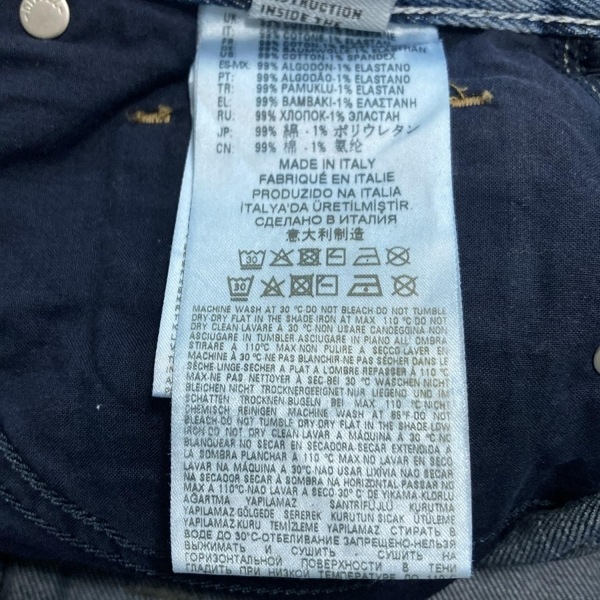 INSIDE THE
ES-MX: 99% ALGODÓN-1% ELASTANO
PT: 99% ALGODÃO-1% ELASTANO
TR: 99% PAMUKLU-1% ELASTAN
EL: 99% ΒΑΜΒΑΚΙ-1% ΕΛΑΣΤΑΝΗ
RU: 99% ХЛОПОК-1% ЭЛАСТАН
JP: 99% 綿 -1% ポリウレタン
CN: 99% 棉 -1% 氨纶
MADE IN ITALY
FABRIQUÉ EN ITALIE
PRODUZIDO NA ITALIA
İTALYA'DA ÜRETİLMİŞTİR.
СДЕЛАНО В ИТАЛИЯ
意大利制造
30
30
MACHINE WASH AT 30 °C DO NOT BLEACH-DO NOT TUMBLE
DRY-DRY FLAT IN THE SHADE IRON AT MAX 110 °C-DO NOT
DRY CLEAN LAVARE A 30 °C NON USARE CANDEGGINA NON
ASCIUGARE IN TUMBLER ASCIUGARE IN PIANO ALL OMBRA
STIRARE A 110°C MAX NON PULIRE A SECCO LAVER EN
MACHINE À 30 °C NE PAS BLANCHIR-NE PAS SÉCHER DANS LE
SÈCHE-LINGE-SÉCHER À PLAT À L'OMBRE REPASSER À 110 °C
MAX-NE PAS NETTOYER À SEC BEI 30 °C WASCHEN NICHT
BLEICHEN NICHT TROCKNERGEEIGNET NUR LIEGEND UND IM
SCHATTEN TROCKNEN-BÜGELN BEI MAX 110 °C-NICHT
CHEMISCH REINIGEN MACHINE WASH AT 85°F-DO NOT
BLEACH-DO NOT TUMBLE DRY-DRY FLAT IN THE SHADE LOW
IRON-DO NOT DRY CLEAN LAVAR A MÁQUINA A 30 °C-NO
BLANQUEAR NO SECAR EN SECADORA-SECAR EXTENDIDA A
LA SOMBRA PLANCHAR A 110 °C MAX NO LAVAR EN SECO
LAVAR NA MÁQUINA A 30°C-NÃO USAR LIXÍVIA NÃO SECAR
NA SECADOR SECAR À SOMBRA NA HORIZONTAL PASSAR NO
MAX A 110°C-NÃO LAVAR A SECO 30° C' DE YIKAMA-KLORLU
AĞARTMA YAPILAMAZ SANTRİFÜJLÜ KURUTMA
YAPILAMAZ-GÖLGEDE SEREREK KURUTUN SICAK ÜTÜLEME
YAPILAMAZ-KURU TEMİZLEME YAPILAMAZ СТИРАТЬ В
ВОДЕ ДО 30°C-ОТБЕЛИВАНИЕ ЗАПРЕЩЕНО-НЕЛЬЗЯ
ВЫЖИМАТЬ И СУШИТЬ СУШИТЬ НА
ГОРИЗОНТАЛЬНОЙ ПОВЕРХНОСТИ В ТЕНИ
ГЛАДИТЬ ПРИ НИЗКОЙ ТЕМПЕРАТУРЕ ДО 110